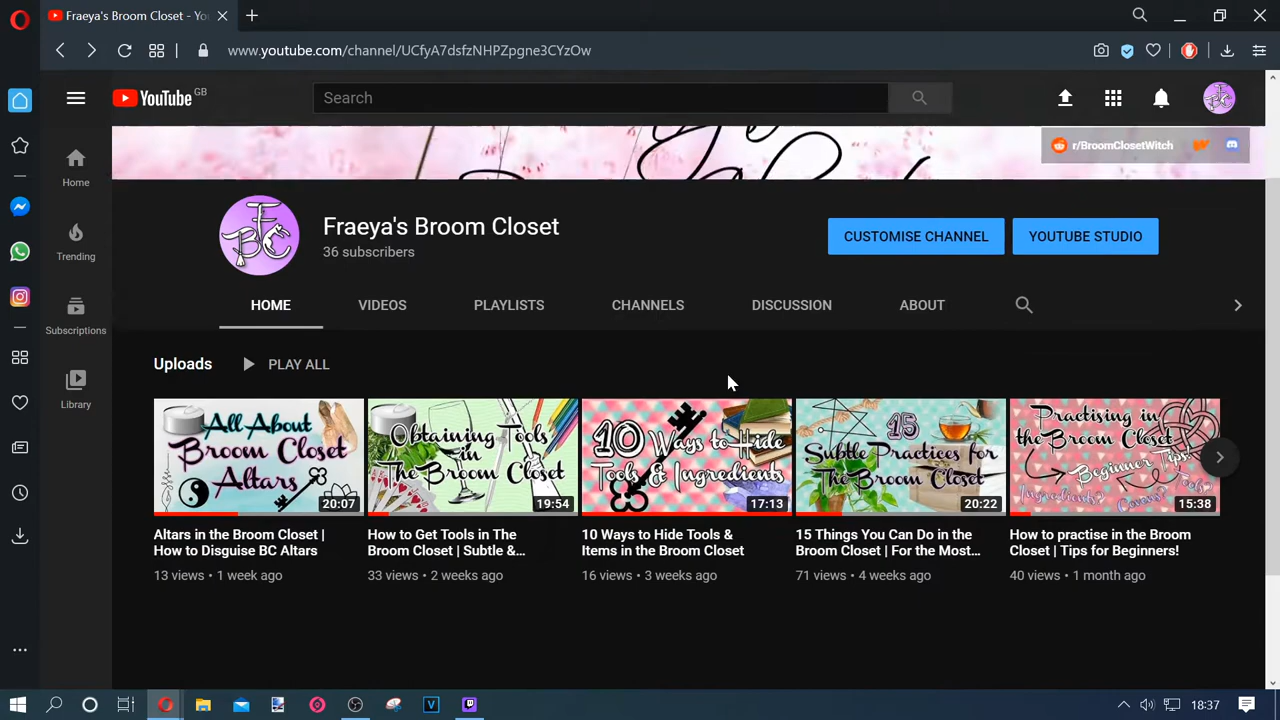 Fraeya's Broom Closet - Yo
www.youtube.com/channel/UCfyA7dsfzNHPZpgne3CYzOw
YouTube GB
Search
r/BroomClosetWitch
Home
Trending
Subscriptions
Library
Fraeya's Broom Closet
36 subscribers
CUSTOMISE CHANNEL
YOUTUBE STUDIO
HOME VIDEOS PLAYLISTS CHANNELS DISCUSSION ABOUT
Uploads PLAY ALL
All About
Broom Closet
Altars
20:07
Altars in the Broom Closet |
How to Disguise BC Altars
13 views • 1 week ago
Obtaining Tools
in
The Broom Closet
19:54
How to Get Tools in The
Broom Closet | Subtle &...
33 views • 2 weeks ago
10 Ways to Hide
Tools & Ingredients
17:13
10 Ways to Hide Tools &
Items in the Broom Closet
16 views • 3 weeks ago
15
Subtle Practices for
The Broom Closet
20:22
15 Things You Can Do in the
Broom Closet | For the Most...
71 views • 4 weeks ago
Practising in
the Broom Closet
Beginner Tips!
Ingredients?
Covens?
15:38
How to practise in the Broom
Closet | Tips for Beginners!
40 views • 1 month ago
18:37